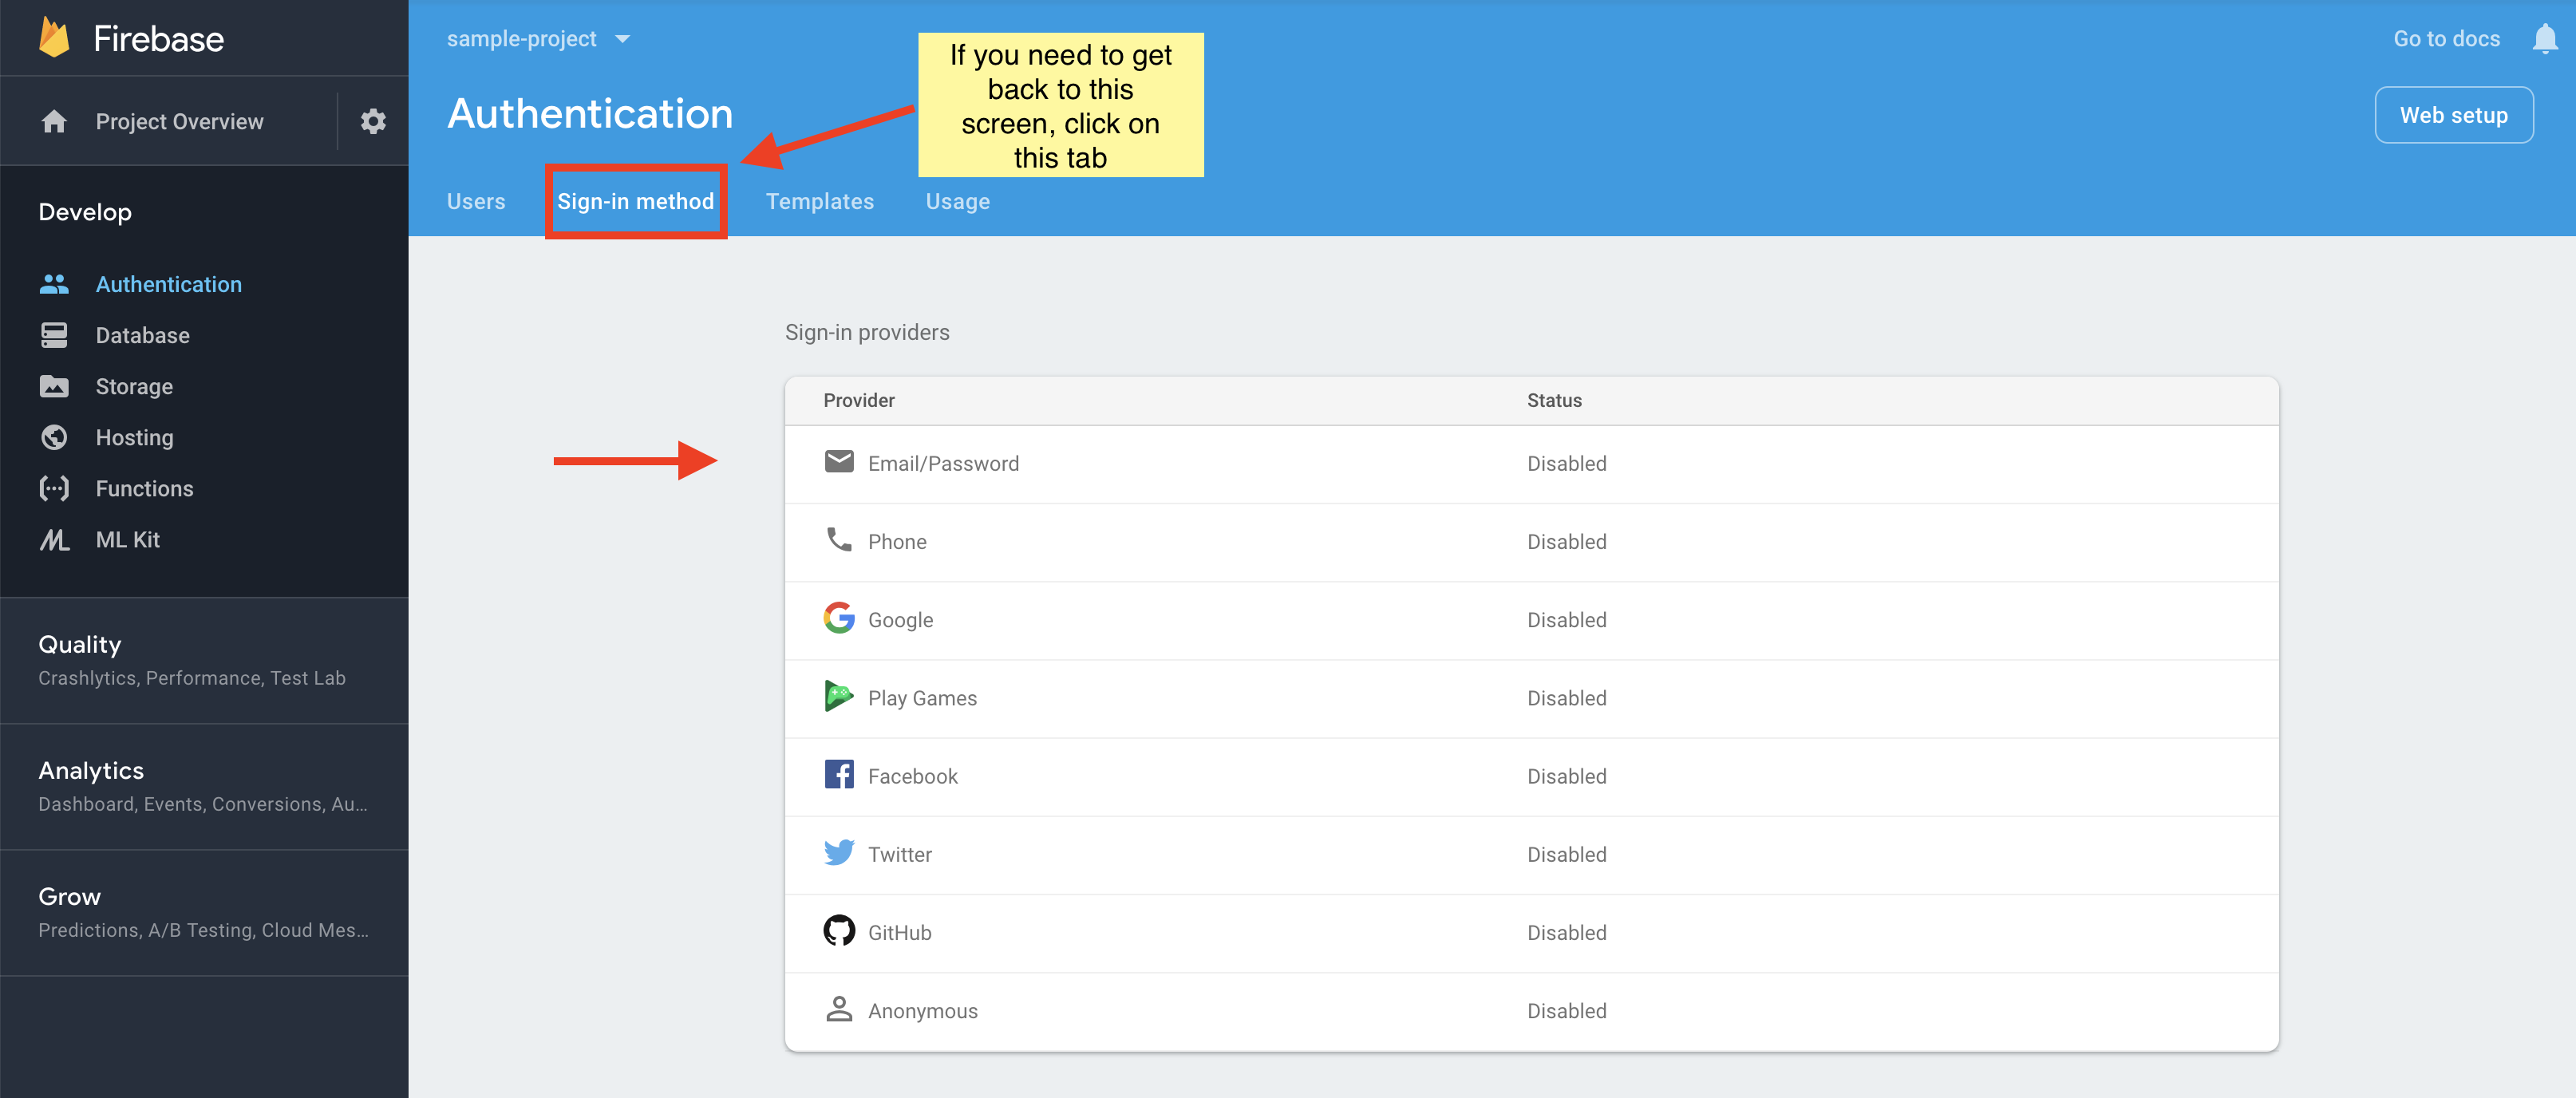 Firebase
Project Overview
Develop
Authentication
Database
Storage
Hosting
Functions
ML Kit
Quality
Crashlytics, Performance, Test Lab
Analytics
Dashboard, Events, Conversions, Au...
Grow
Predictions, A/B Testing, Cloud Mes...
sample-project
Go to docs
If you need to get
back to this
screen, click on
this tab
Authentication
Web setup
Users Sign-in method Templates Usage
Sign-in providers
Provider Status
Email/Password Disabled
Phone Disabled
Google Disabled
Play Games Disabled
Facebook Disabled
Twitter Disabled
GitHub Disabled
Anonymous Disabled